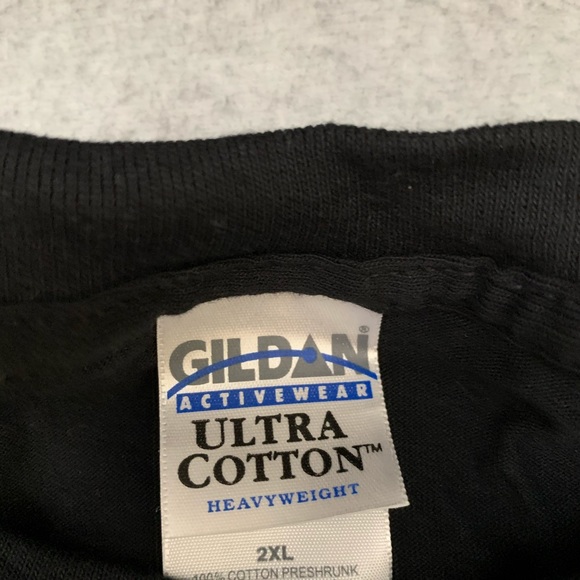 GILDAN®
ACTIVEWEAR
ULTRA
COTTON™
HEAVYWEIGHT
2XL
100% COTTON PRESHRUNK